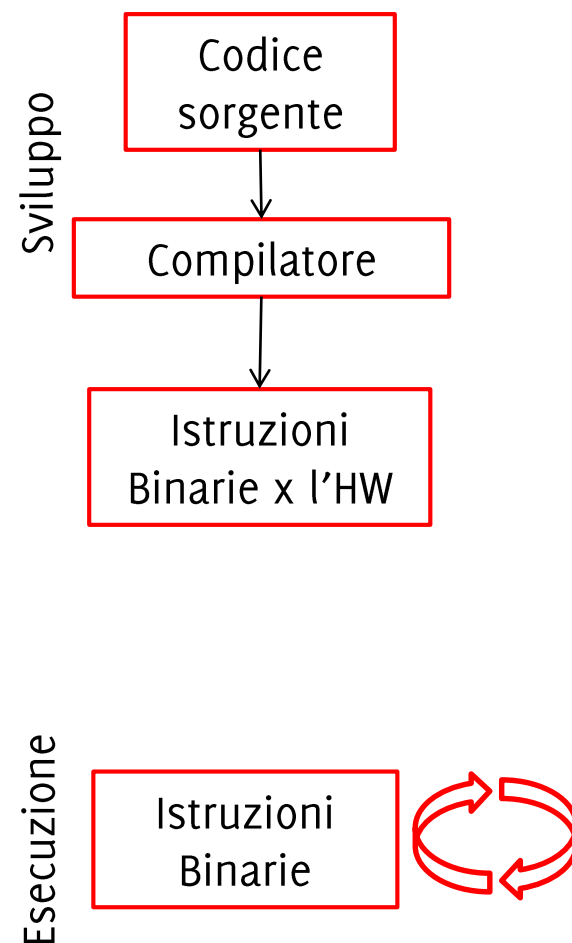 Sviluppo
Codice
sorgente
Compilatore
Istruzioni
Binarie x l'HW
Esecuzione
Istruzioni
Binarie